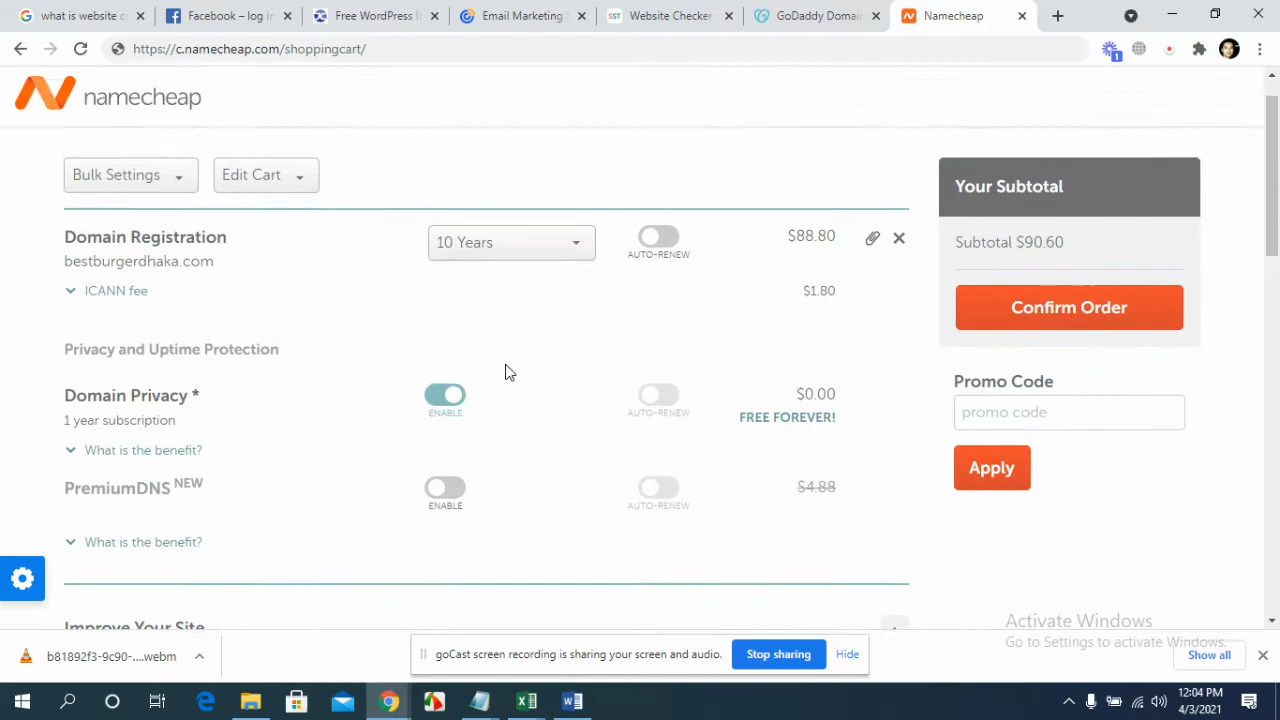 what is website c
Facebook – log in
Free WordPress I
Email Marketing S
Website Checker
GoDaddy Domain
Namecheap
https://c.namecheap.com/shoppingcart/
1
namecheap
Bulk Settings
Edit Cart
Your Subtotal
Domain Registration
10 Years
$88.80
bestburgerdhaka.com
AUTO-RENEW
Subtotal $90.60
ICANN fee
$1.80
Confirm Order
Privacy and Uptime Protection
Promo Code
Domain Privacy *
$0.00
ENABLE
AUTO-RENEW
promo code
1 year subscription
FREE FOREVER!
What is the benefit?
Apply
PremiumDNS NEW
$4.88
ENABLE
AUTO-RENEW
What is the benefit?
Improve Your Site
Activate Windows
Go to Settings to activate Windows.
b81892f3-9c90-....webm
goCast screen recording is sharing your screen and audio.
Stop sharing
Hide
Show all
12:04 PM
4/3/2021